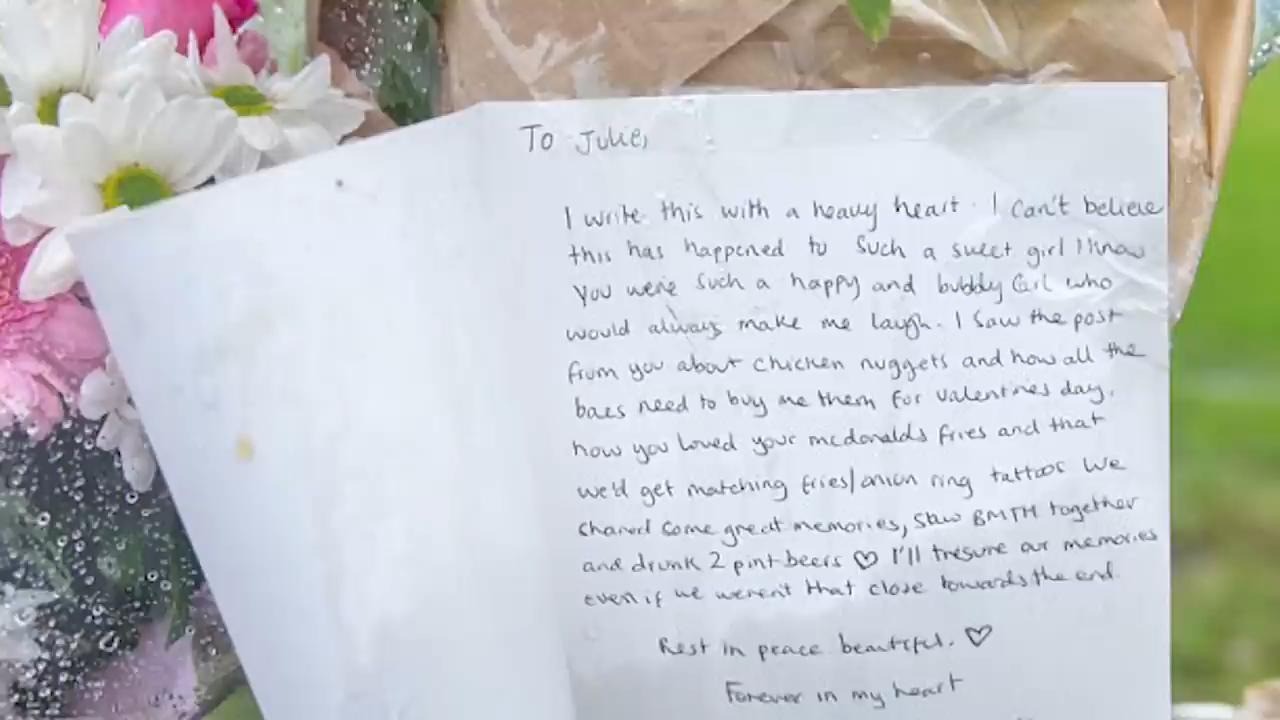 To Julie,
I write this with a heavy heart. I can't believe
this has happened to such a sweet girl I know
You were such a happy and bubbly Girl who
would always make me laugh. I saw the post
from you about chicken nuggets and how all the
baes need to buy me them for valentines day.
how you loved your mcdonalds fries and that
we'd get matching fries/onion ring tattoos We
shared some great memories, saw BMTH together
and drunk 2 pint beers ♡ I'll tresure our memories
even if we weren't that close towards the end.
Rest in peace beautiful. ♡
Forever in my heart